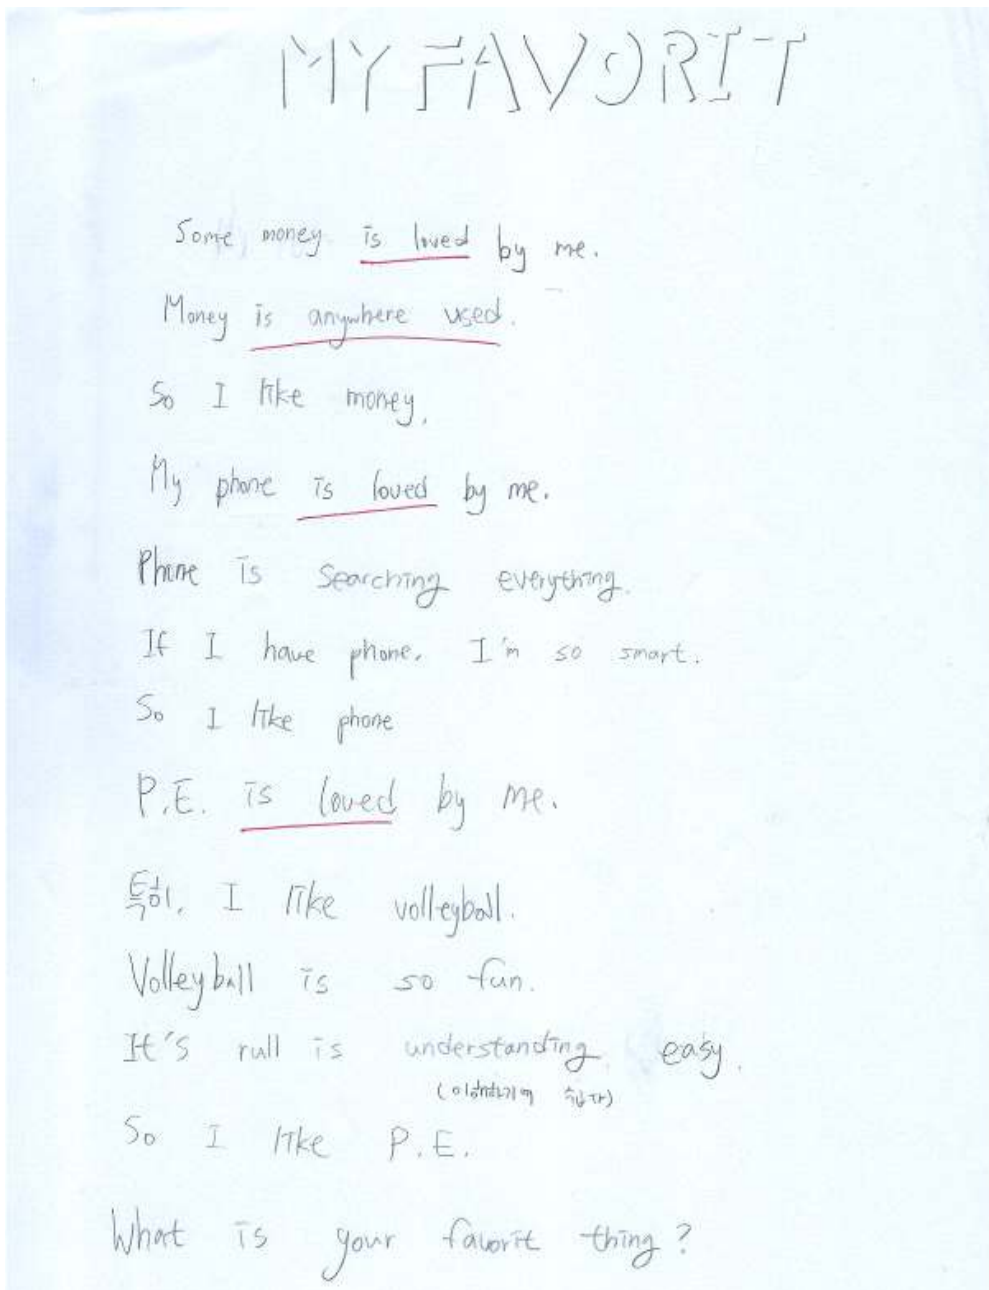 MY FAVORIT
Some money is loved by me.
Money is anywhere used.
So I like money.
My phone is loved by me.
Phone is searching everything.
If I have phone. I'm so smart.
So I like phone
P.E. is loved by me.
특히. I like volleyball.
Volleyball is so fun.
It's rull is understanding easy.
(이해하기에 쉽다)
So I like P.E.
What is your favorit thing?